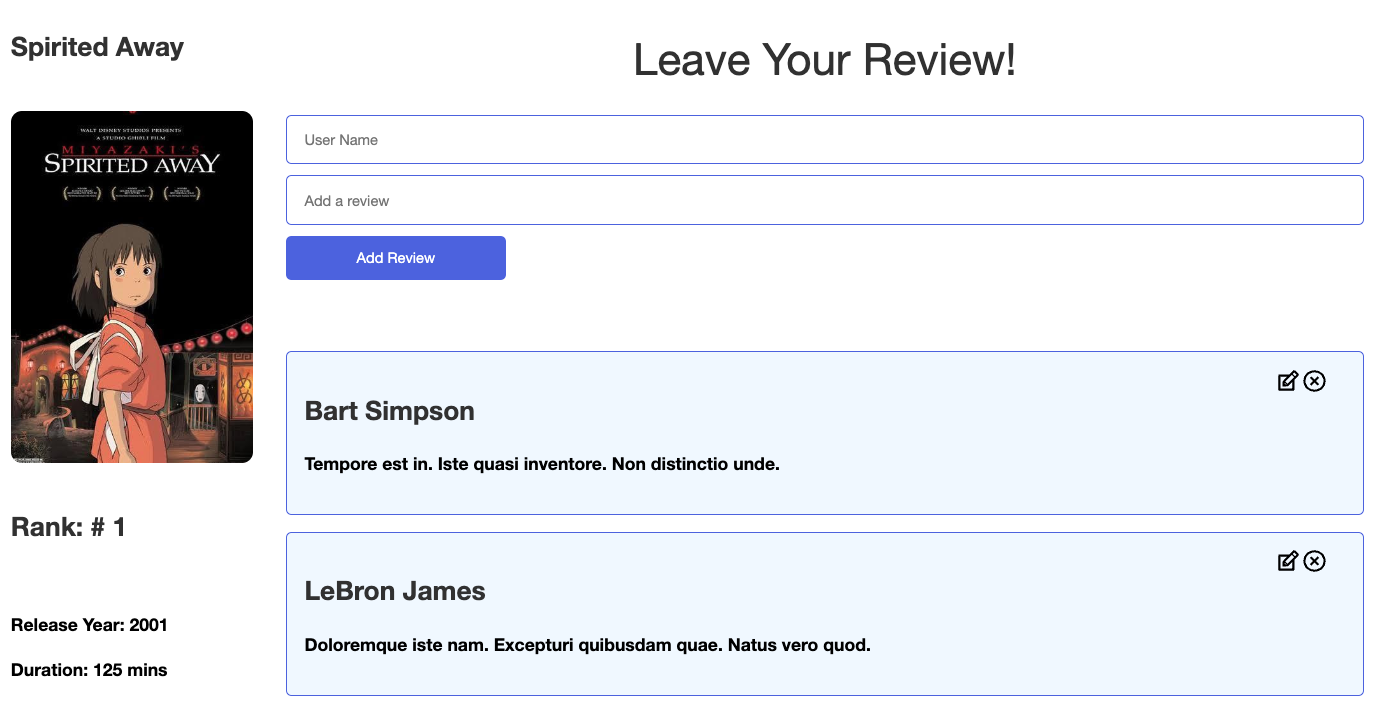 Spirited Away
WALT DISNEY STUDIOS PRESENTS
A STUDIO GHIBLI FILM
MIYAZAKI'S
SPIRITED AWAY
Rank: # 1
Release Year: 2001
Duration: 125 mins
Leave Your Review!
User Name
Add a review
Add Review
Bart Simpson
Tempore est in. Iste quasi inventore. Non distinctio unde.
LeBron James
Doloremque iste nam. Excepturi quibusdam quae. Natus vero quod.